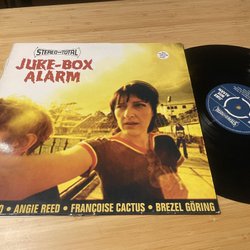 STEREO TOTAL
JUKE-BOX
ALARM
• ANGIE REED • FRANÇOISE CACTUS • BREZEL GÖRING